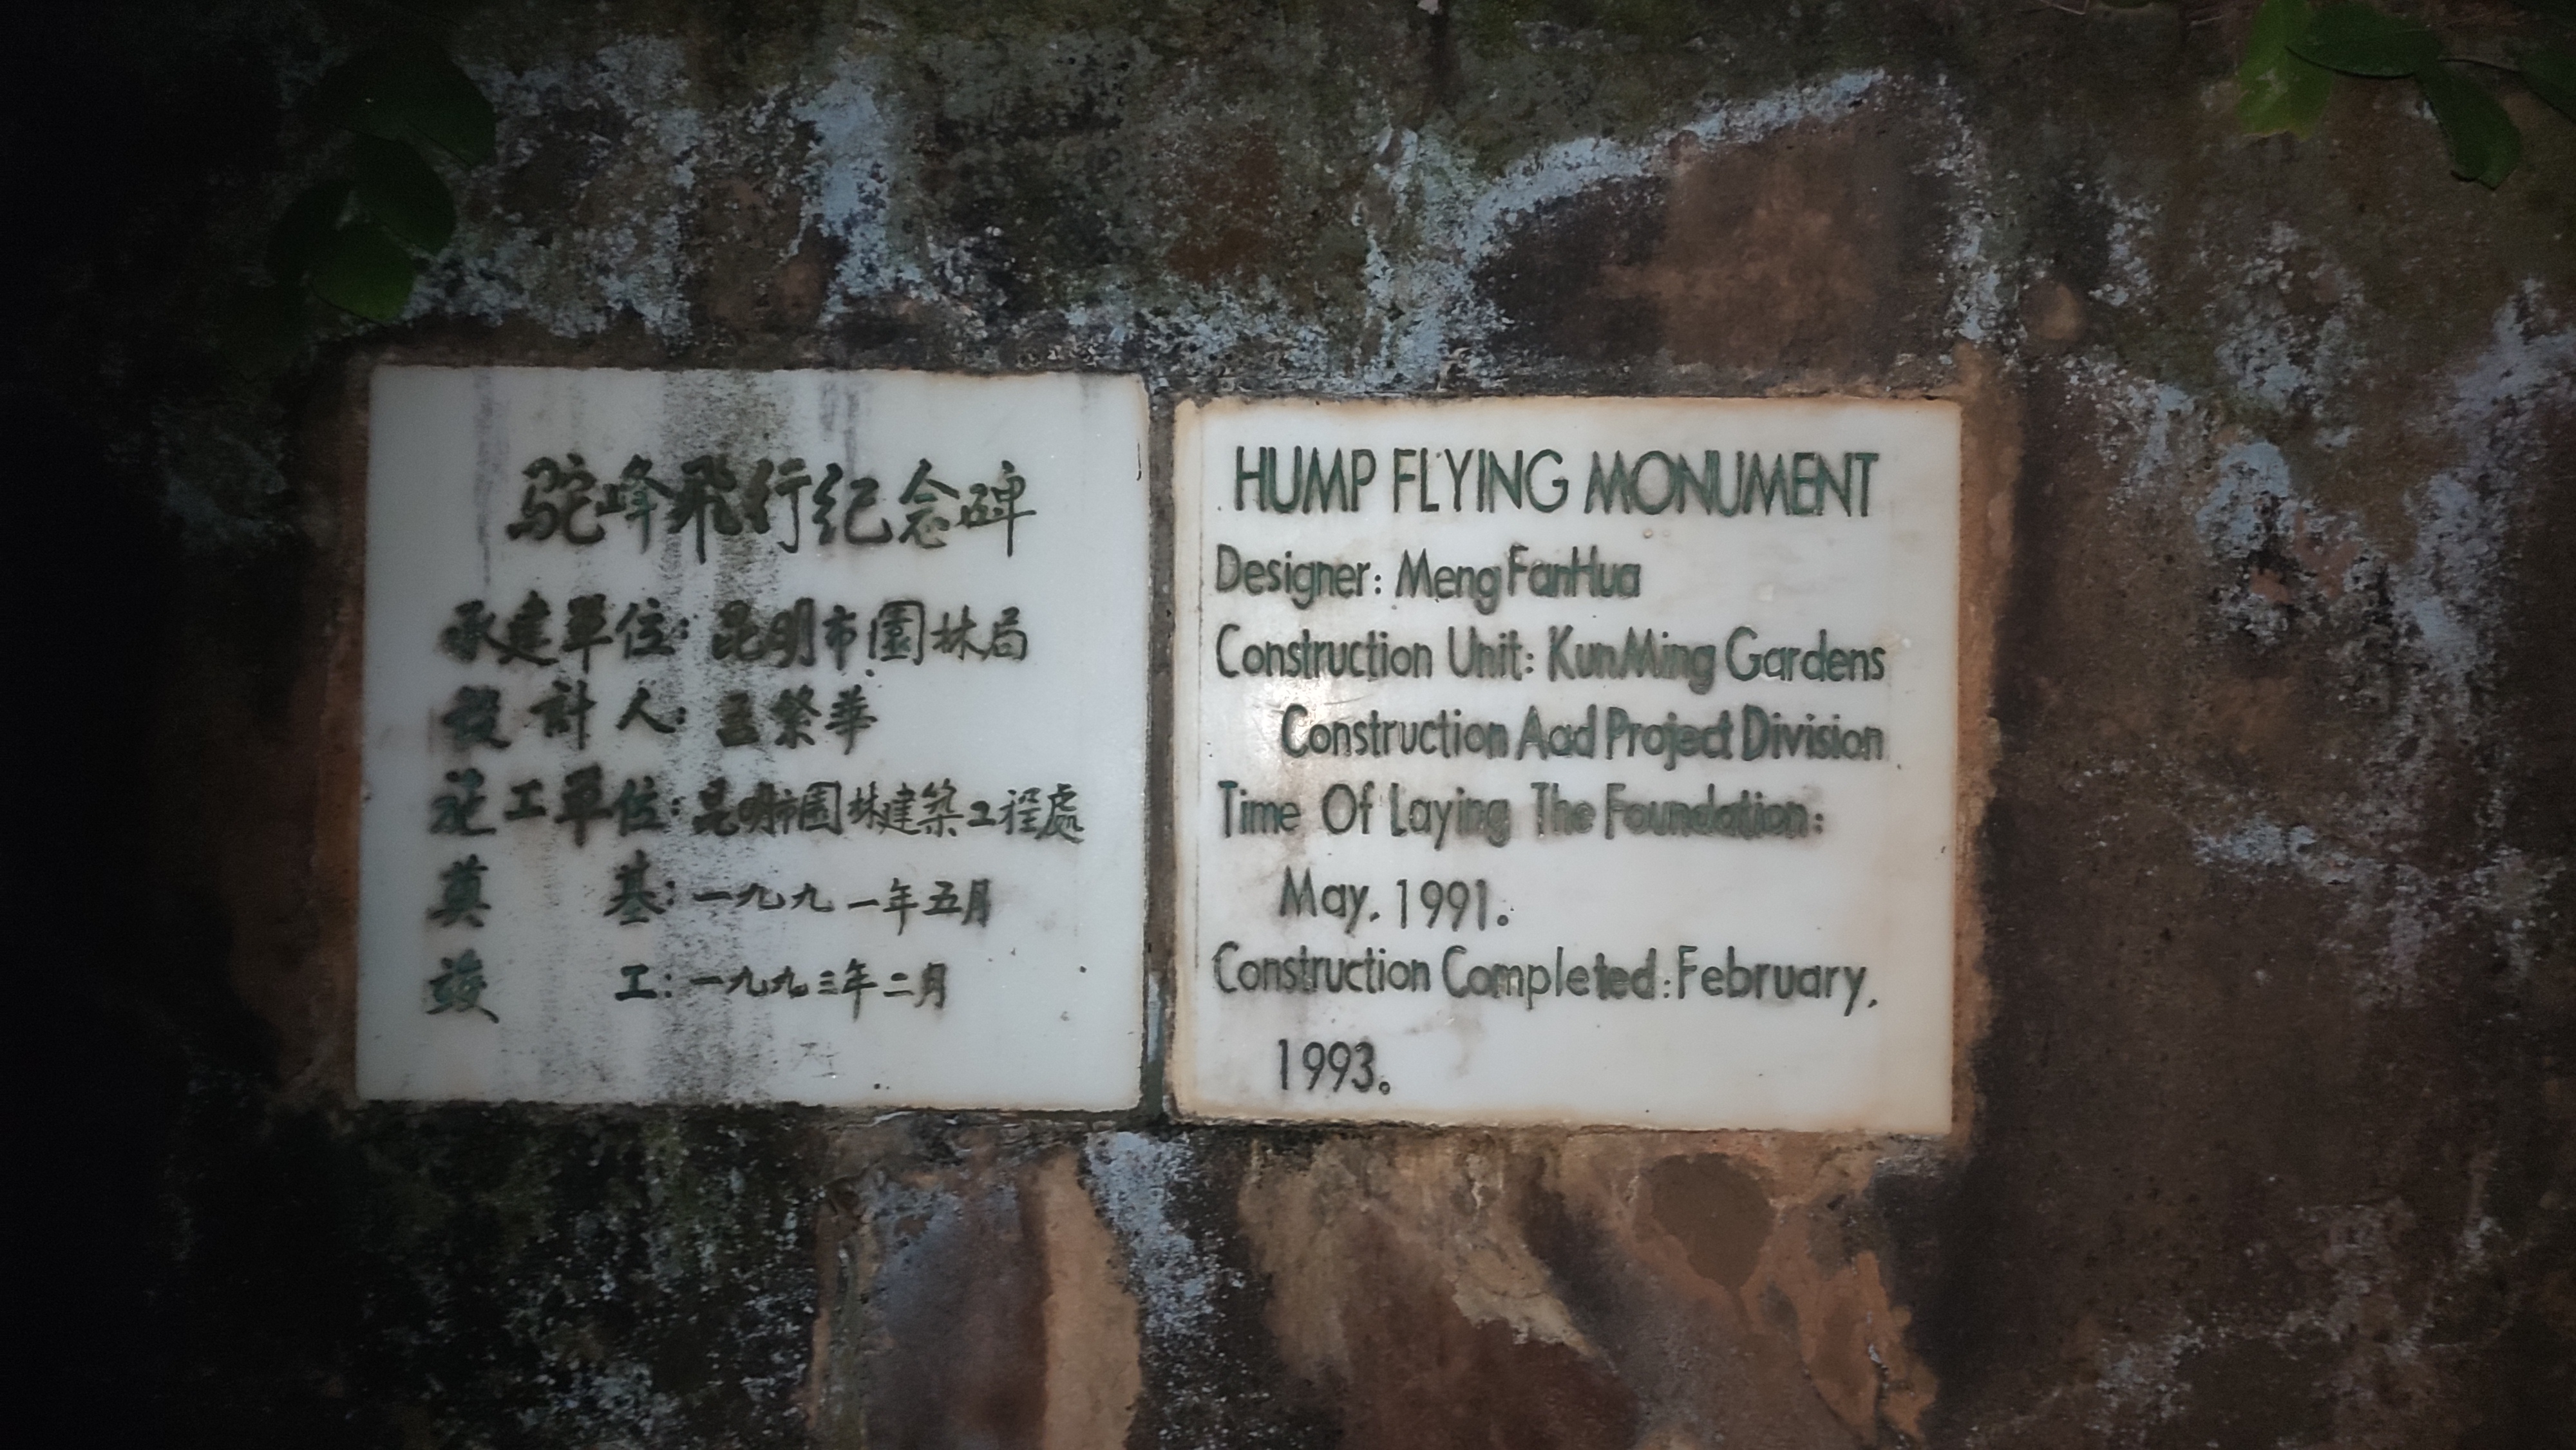 驼峰飛行纪念碑
承建單位:昆明市園林局
設計人:孟繁華
施工單位:昆明市園林建築工程處
奠基:一九九一年五月
竣工:一九九三年二月
HUMP FLYING MONUMENT
Designer: Meng FanHua
Construction Unit: KunMing Gardens
Construction Aad Project Division
Time Of Laying The Foundation:
May. 1991.
Construction Completed: February.
1993.